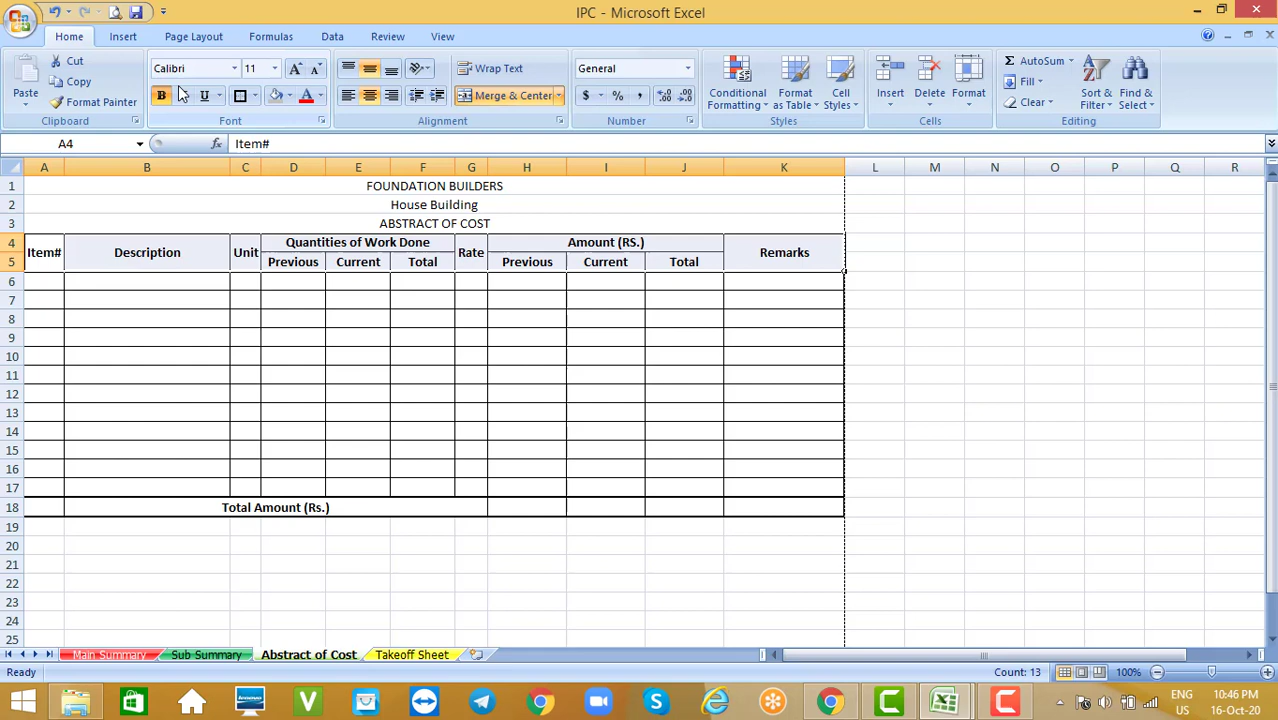 IPC - Microsoft Excel
Home Insert Page Layout Formulas Data Review View
Cut
Copy
Format Painter
Paste
Clipboard
Calibri 11
B U
Font
Wrap Text
Merge & Center
Alignment
General
$ % ,
Number
Conditional Formatting
Format as Table
Cell Styles
Styles
Insert Delete Format
Cells
AutoSum
Fill
Clear
Sort & Filter
Find & Select
Editing
A4 fx Item#
A B C D E F G H I J K L M N O P Q R
1 FOUNDATION BUILDERS
2 House Building
3 ABSTRACT OF COST
4 Item# Description Unit Quantities of Work Done Rate Amount (RS.) Remarks
5 Previous Current Total Previous Current Total
6
7
8
9
10
11
12
13
14
15
16
17
18 Total Amount (Rs.)
19
20
21
22
23
24
25
Main Summary Sub Summary Abstract of Cost Takeoff Sheet
Ready Count: 13 100%
lenovo
V
S
C
C
ENG 10:46 PM
US 16-Oct-20